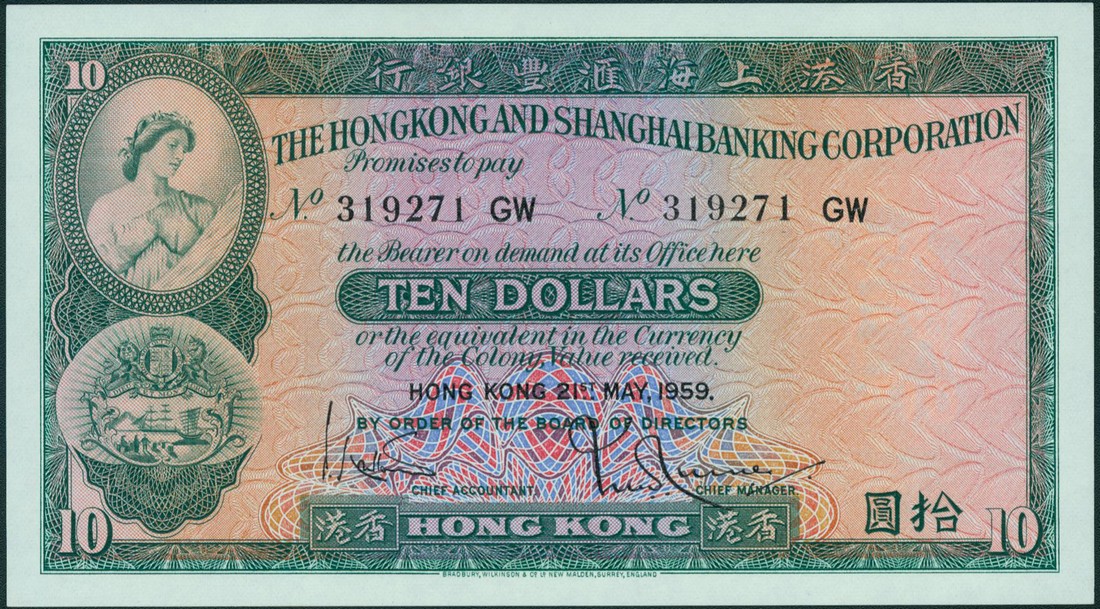 10
香港上海滙豐銀行
THE HONGKONG AND SHANGHAI BANKING CORPORATION
Promises to pay
No 319271 GW No 319271 GW
the Bearer on demand at its Office here
TEN DOLLARS
or the equivalent in the Currency
of the Colony, Value received.
HONG KONG 21ST MAY, 1959.
BY ORDER OF THE BOARD OF DIRECTORS
CHIEF ACCOUNTANT. CHIEF MANAGER.
拾圓
10 香港 HONG KONG 香港 10
BRADBURY, WILKINSON & Co. Ld. NEW MALDEN, SURREY, ENGLAND